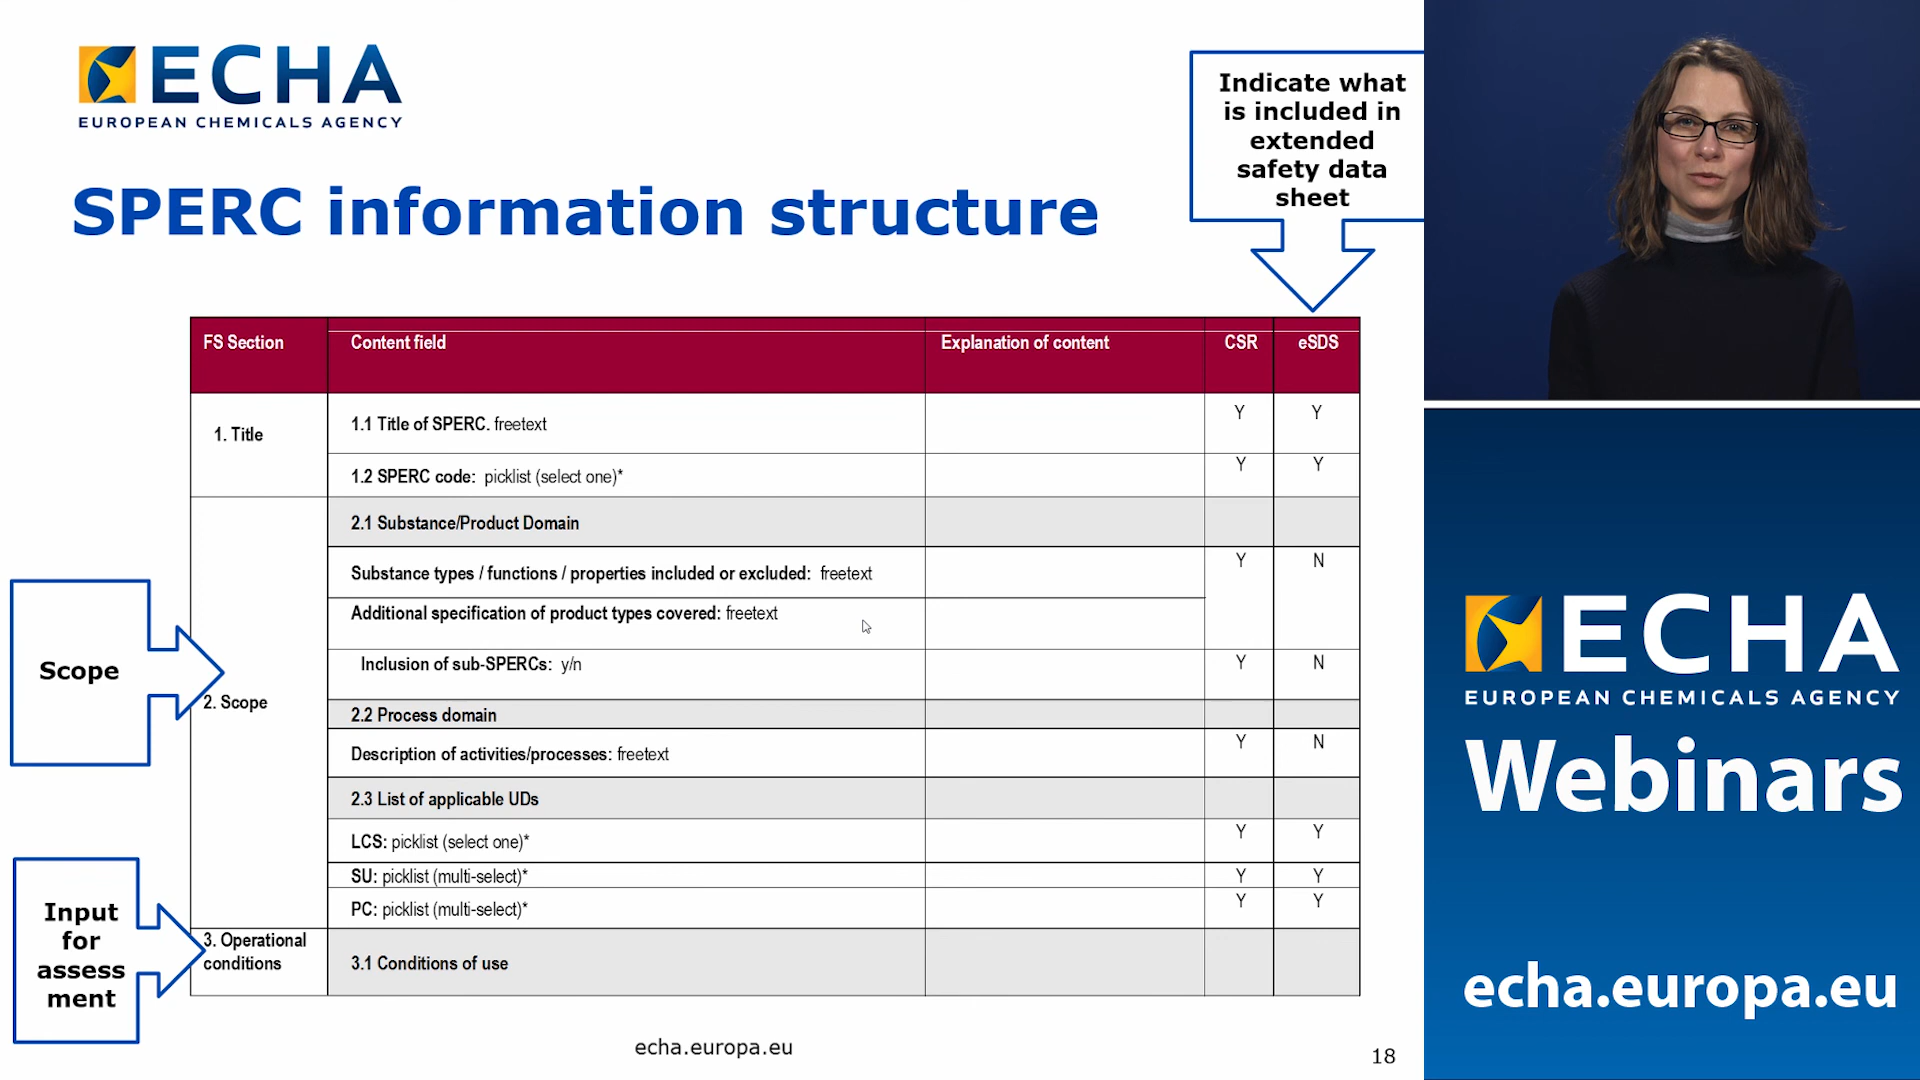 ECHA
EUROPEAN CHEMICALS AGENCY
Indicate what
is included in
extended
safety data
sheet
SPERC information structure
FS Section Content field Explanation of content CSR eSDS
1. Title
1.1 Title of SPERC. freetext Y Y
1.2 SPERC code: picklist (select one)* Y Y
2. Scope
2.1 Substance/Product Domain
Substance types / functions / properties included or excluded: freetext Y N
Additional specification of product types covered: freetext
Inclusion of sub-SPERCs: y/n Y N
2.2 Process domain
Description of activities/processes: freetext Y N
2.3 List of applicable UDs
LCS: picklist (select one)* Y Y
SU: picklist (multi-select)* Y Y
PC: picklist (multi-select)* Y Y
3. Operational
conditions
3.1 Conditions of use
Scope
Input
for
assess
ment
echa.europa.eu
18
ECHA
EUROPEAN CHEMICALS AGENCY
Webinars
echa.europa.eu